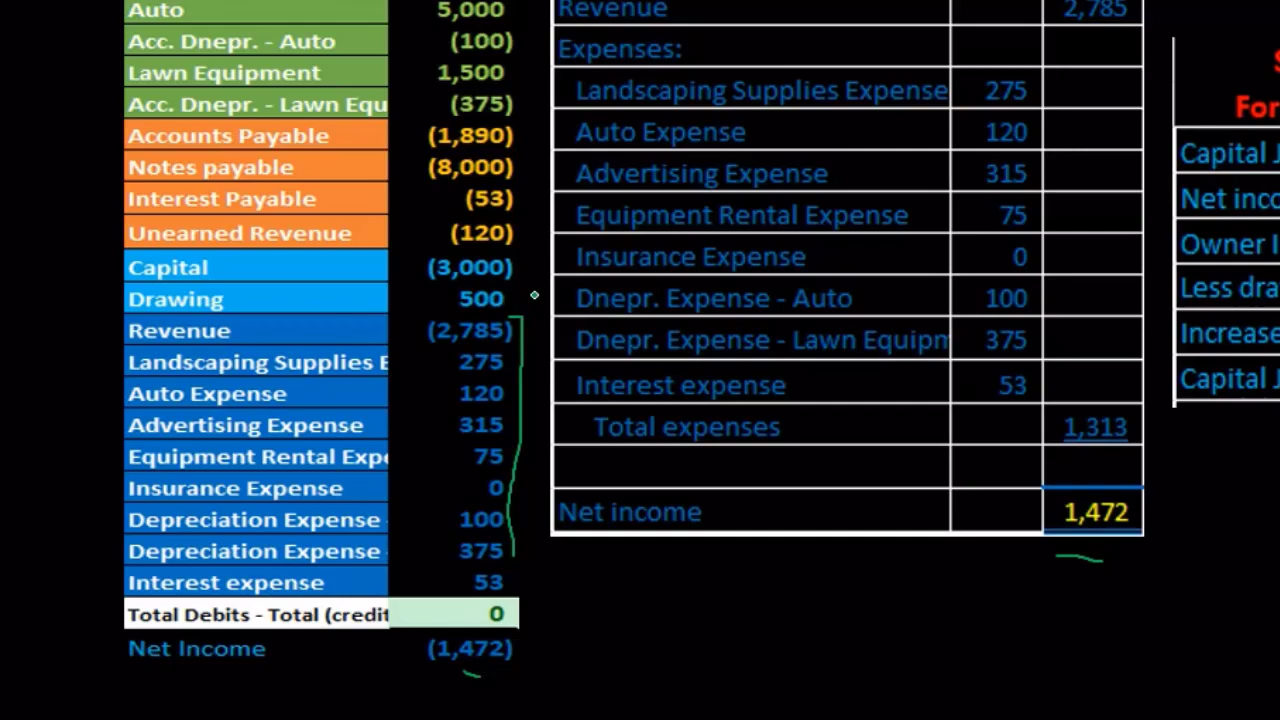 Auto 5,000
Acc. Dnepr. - Auto (100)
Lawn Equipment 1,500
Acc. Dnepr. - Lawn Equ (375)
Accounts Payable (1,890)
Notes payable (8,000)
Interest Payable (53)
Unearned Revenue (120)
Capital (3,000)
Drawing 500
Revenue (2,785)
Landscaping Supplies E 275
Auto Expense 120
Advertising Expense 315
Equipment Rental Expe 75
Insurance Expense 0
Depreciation Expense - 100
Depreciation Expense - 375
Interest expense 53
Total Debits - Total (credit 0
Net Income (1,472)
Revenue 2,785
Expenses:
Landscaping Supplies Expense 275
Auto Expense 120
Advertising Expense 315
Equipment Rental Expense 75
Insurance Expense 0
Dnepr. Expense - Auto 100
Dnepr. Expense - Lawn Equipm 375
Interest expense 53
Total expenses 1,313
Net income 1,472
S
For
Capital J
Net inco
Owner I
Less dra
Increase
Capital J